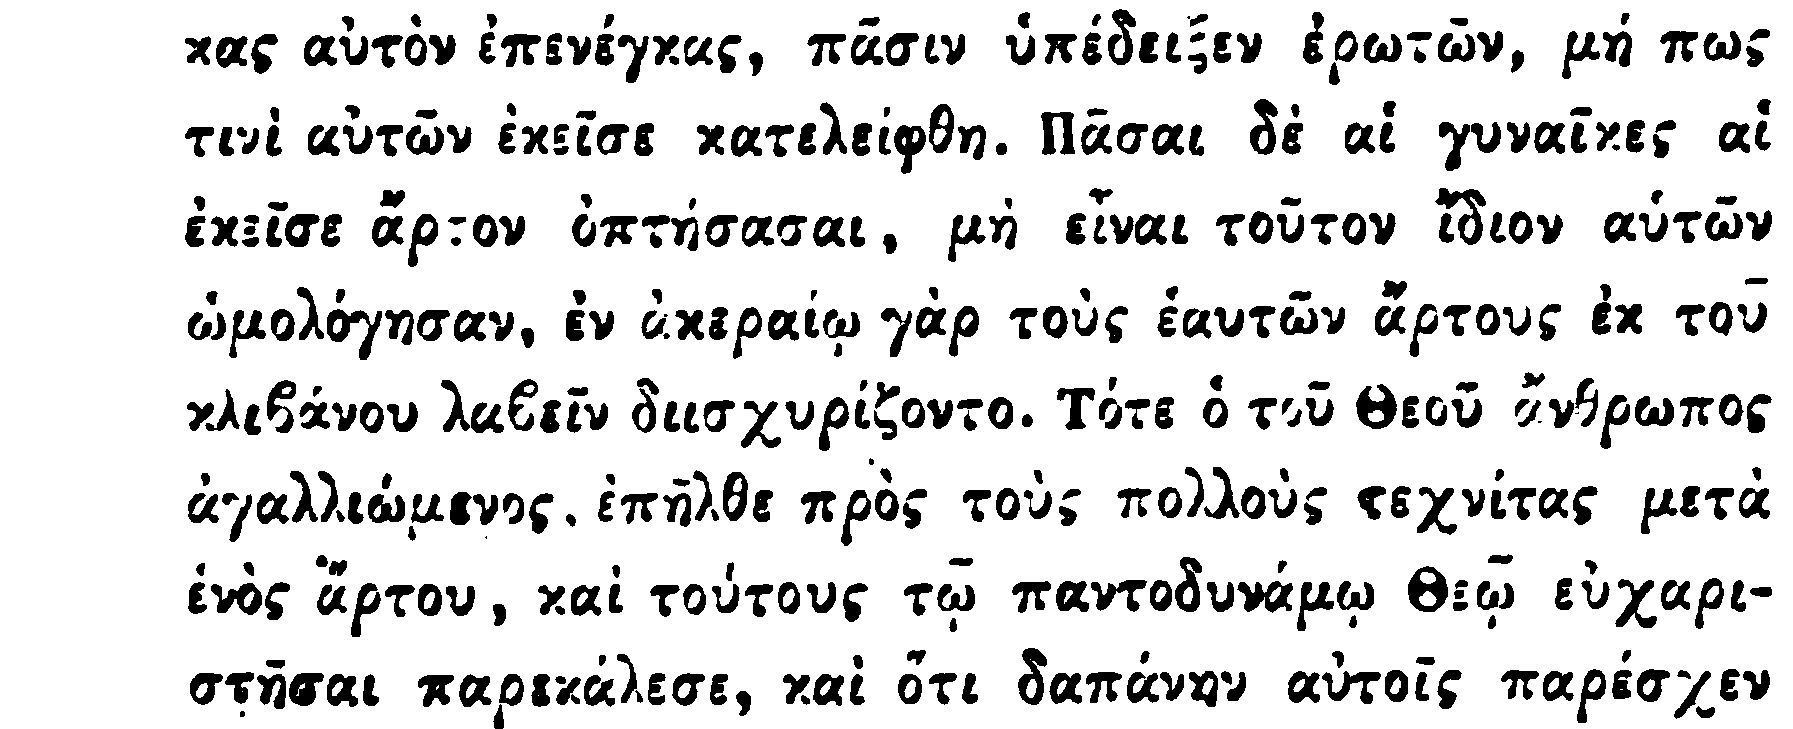 κας αὐτὸν ἐπενέγκας, πᾶσιν ὑπέδειξεν ἐρωτῶν, μή πως
τινὶ αὐτῶν ἐκεῖσε κατελείφθη. Πᾶσαι δὲ αἱ γυναῖκες αἱ
ἐκεῖσε ἄρτον ὀπτήσασαι, μὴ εἶναι τοῦτον ἴδιον αὑτῶν
ὡμολόγησαν, ἐν ἀκεραίῳ γὰρ τοὺς ἑαυτῶν ἄρτους ἐκ τοῦ
κλιβάνου λαβεῖν διισχυρίζοντο. Τότε ὁ τοῦ Θεοῦ ἄνθρωπος
ἀγαλλιώμενος, ἐπῆλθε πρὸς τοὺς πολλοὺς τεχνίτας μετὰ
ἑνὸς ἄρτου, καὶ τούτους τῷ παντοδυνάμῳ Θεῷ εὐχαρι-
στῆσαι παρεκάλεσε, καὶ ὅτι δαπάνην αὐτοῖς παρέσχεν